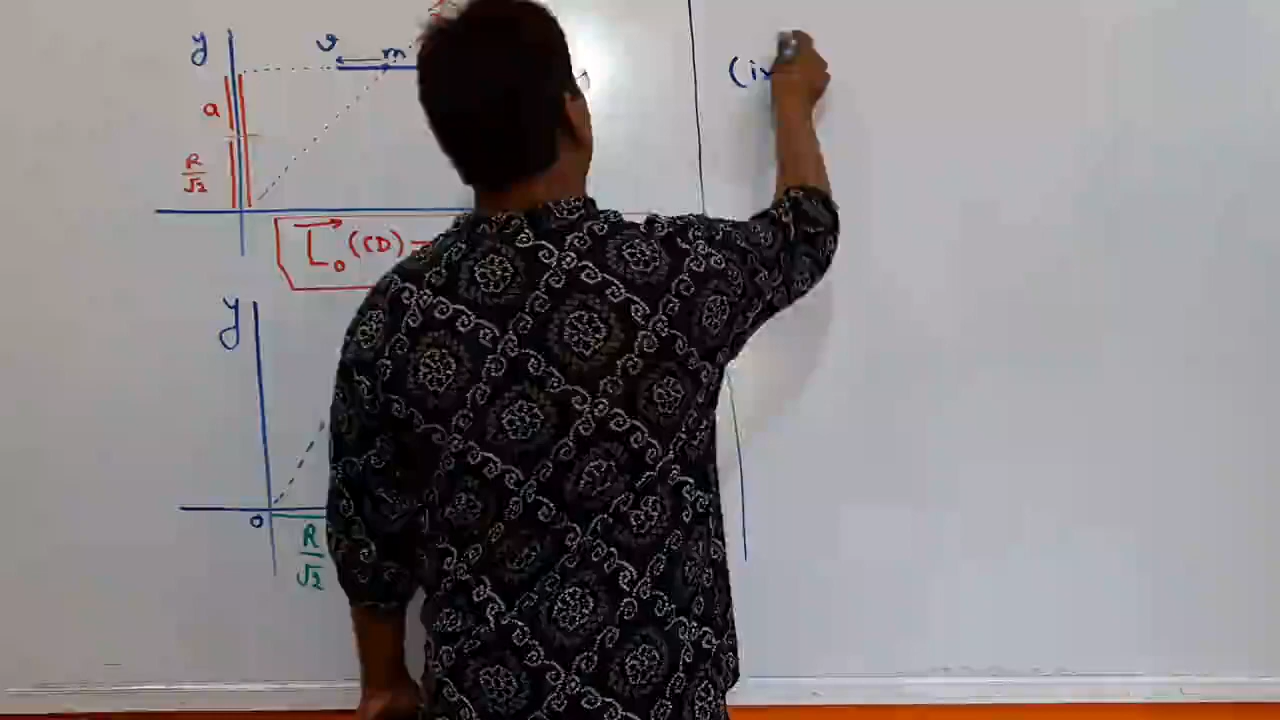 y v m
a
R/√2
L₀ (CD) =
y
o
R/√2
(iv